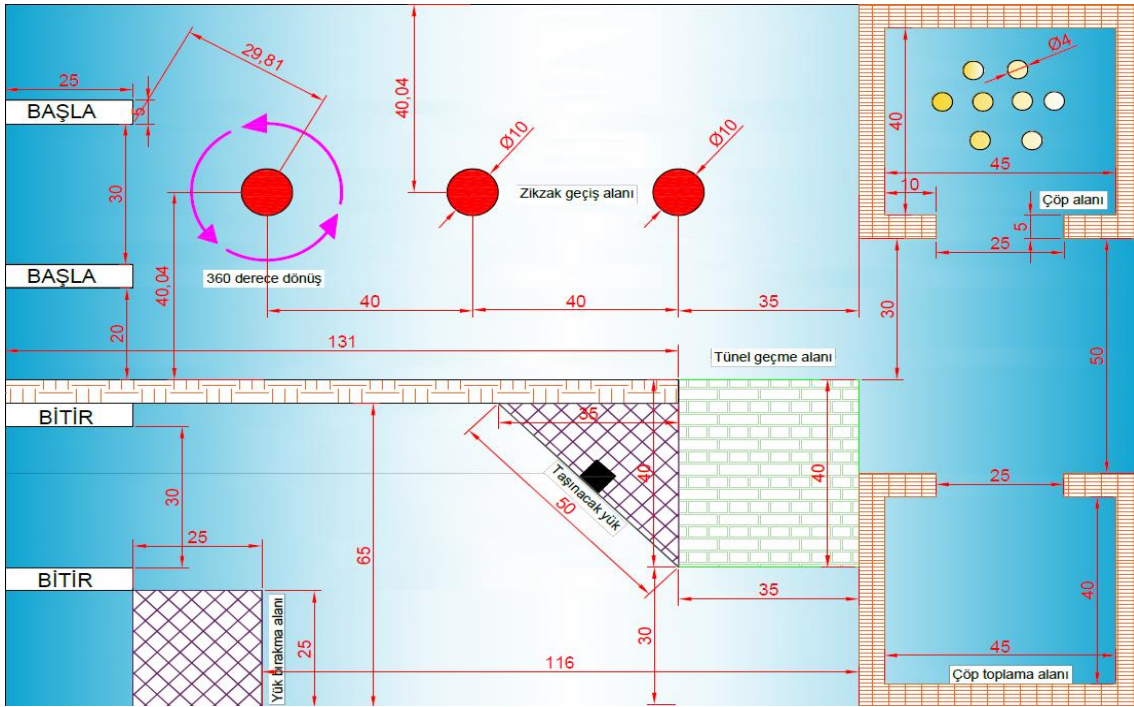 29,81
40,04
Ø4
25
BAŞLA
5
Ø10
Ø10
40
45
10
Zikzak geçiş alanı
Çöp alanı
30
5
25
BAŞLA
360 derece dönüş
40,04
40
40
35
30
20
131
Tünel geçme alanı
50
BİTİR
35
30
Taşınacak yük
40
40
25
50
25
65
BİTİR
35
40
30
Yük bırakma alanı
25
116
45
Çöp toplama alanı